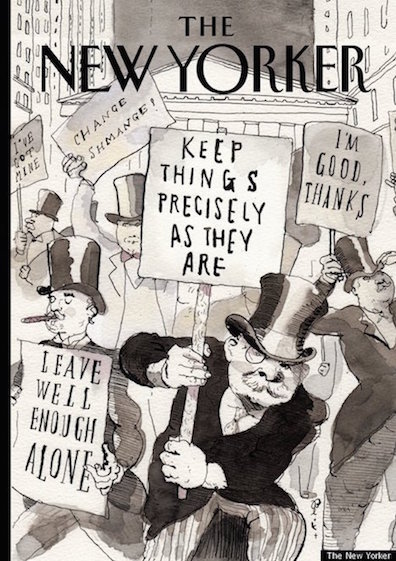 THE
NEW YORKER
I'VE
GOT
MINE
CHANGE
SHMANGE!
KEEP
THINGS
PRECISELY
AS THEY
ARE
I'M
GOOD,
THANKS
LEAVE
WELL
ENOUGH
ALONE
The New Yorker